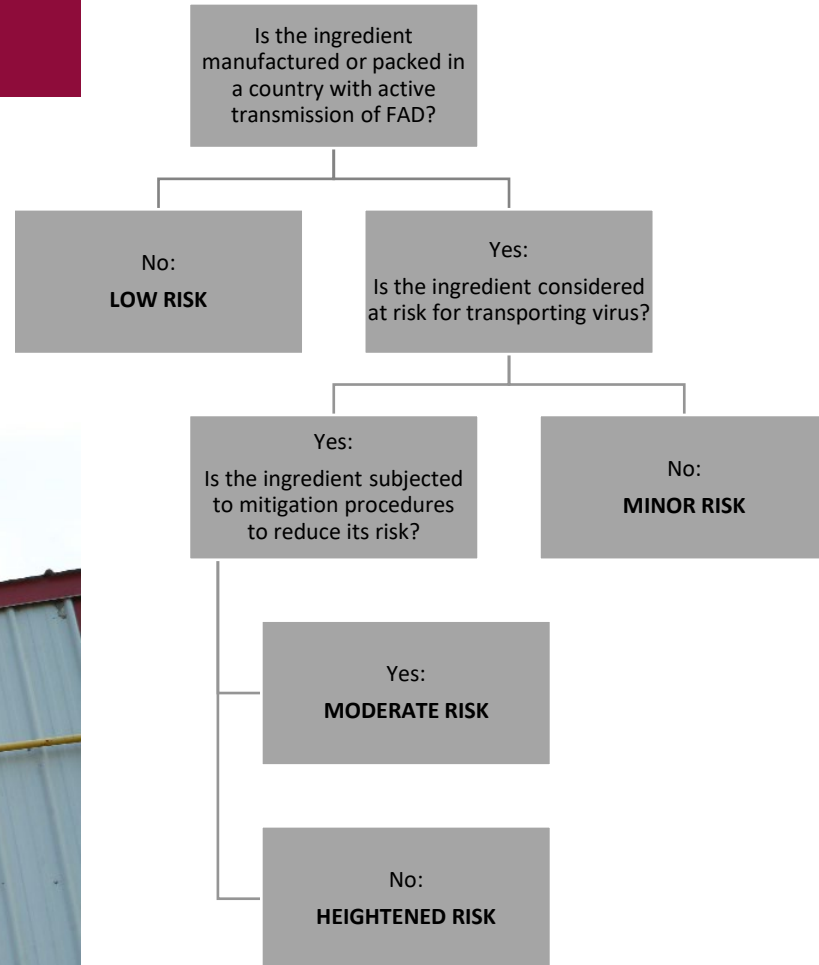 Is the ingredient
manufactured or packed in
a country with active
transmission of FAD?
No:
LOW RISK
Yes:
Is the ingredient considered
at risk for transporting virus?
Yes:
Is the ingredient subjected
to mitigation procedures
to reduce its risk?
No:
MINOR RISK
Yes:
MODERATE RISK
No:
HEIGHTENED RISK